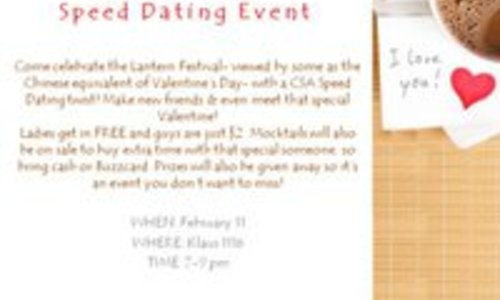 Speed Dating Event
Come celebrate the Lantern Festival- viewed by some as the
Chinese equivalent of Valentine's Day- with a CSA Speed
Dating twist! Make new friends & even meet that special
Valentine!
Ladies get in FREE and guys are just $2. Mocktails will also
be on sale to buy extra time with that special someone, so
bring cash or Buzzcard. Prizes will also be given away so it's
an event you don't want to miss!
WHEN: February 11
WHERE: Klaus 1116
TIME: 7-9 pm
I love
you!